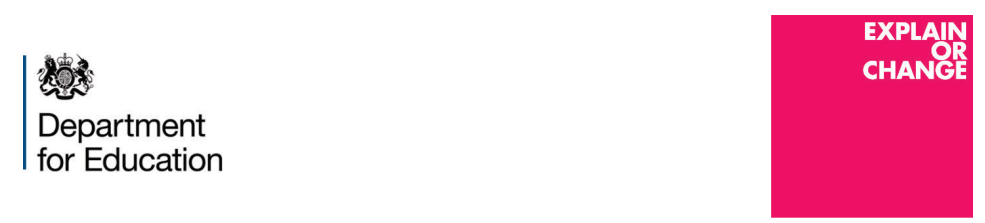 Department
for Education
EXPLAIN
OR
CHANGE